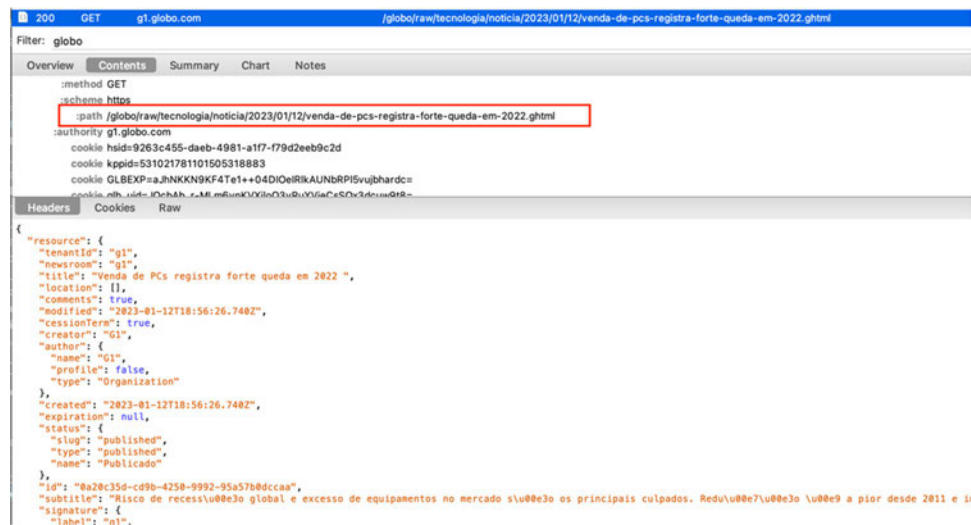 200 GET g1.globo.com /globo/raw/tecnologia/noticia/2023/01/12/venda-de-pcs-registra-forte-queda-em-2022.ghtml
Filter: globo
Overview Contents Summary Chart Notes
:method GET
:scheme https
:path /globo/raw/tecnologia/noticia/2023/01/12/venda-de-pcs-registra-forte-queda-em-2022.ghtml
:authority g1.globo.com
cookie hsid=9263c455-daeb-4981-a1f7-f79d2eeb9c2d
cookie kppid=531021781101505318883
cookie
Headers Cookies Raw
{
"resource": {
"tenantId": "g1",
"newsroom": "g1",
"title": "Venda de PCs registra forte queda em 2022 ",
"location": [],
"comments": true,
"modified": "2023-01-12T18:56:26.740Z",
"cessionTerm": true,
"creator": "G1",
"author": {
"name": "G1",
"profile": false,
"type": "Organization"
},
"created": "2023-01-12T18:56:26.740Z",
"expiration": null,
"status": {
"slug": "published",
"type": "published",
"name": "Publicado"
},
"id": "0a20c35d-cd9b-4250-9992-95a57b0dccaa",
"subtitle": "Risco de recess\u00e3o global e excesso de equipamentos no mercado s\u00e3o os principais culpados. Redu\u00e7\u00e3o \u00e9 a pior desde 2011 e
"signature": {
"label": "g1",